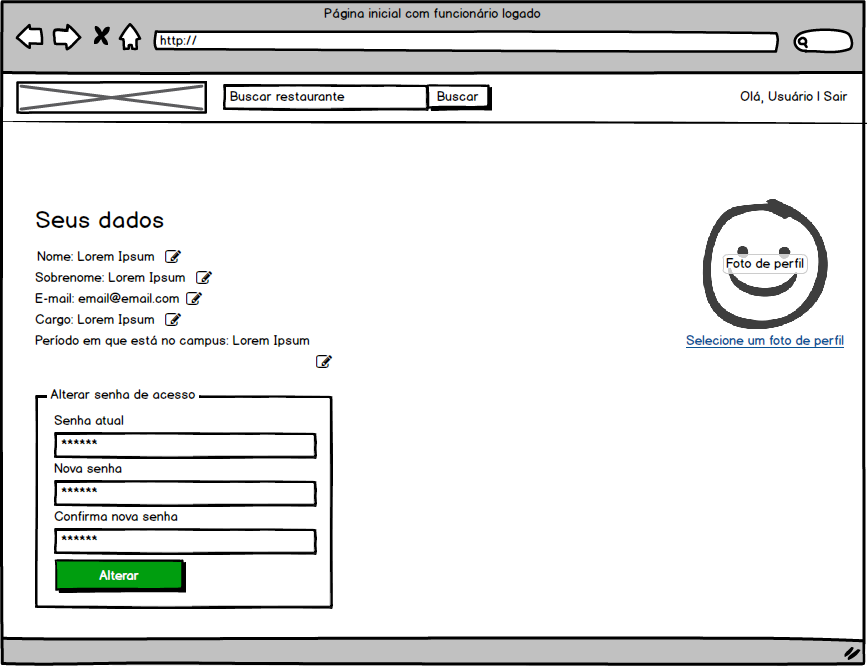 Página inicial com funcionário logado
http://
Buscar restaurante
Buscar
Olá, Usuário | Sair
Seus dados
Nome: Lorem Ipsum
Sobrenome: Lorem Ipsum
E-mail: email@email.com
Cargo: Lorem Ipsum
Período em que está no campus: Lorem Ipsum
Foto de perfil
Selecione um foto de perfil
Alterar senha de acesso
Senha atual
******
Nova senha
******
Confirma nova senha
******
Alterar